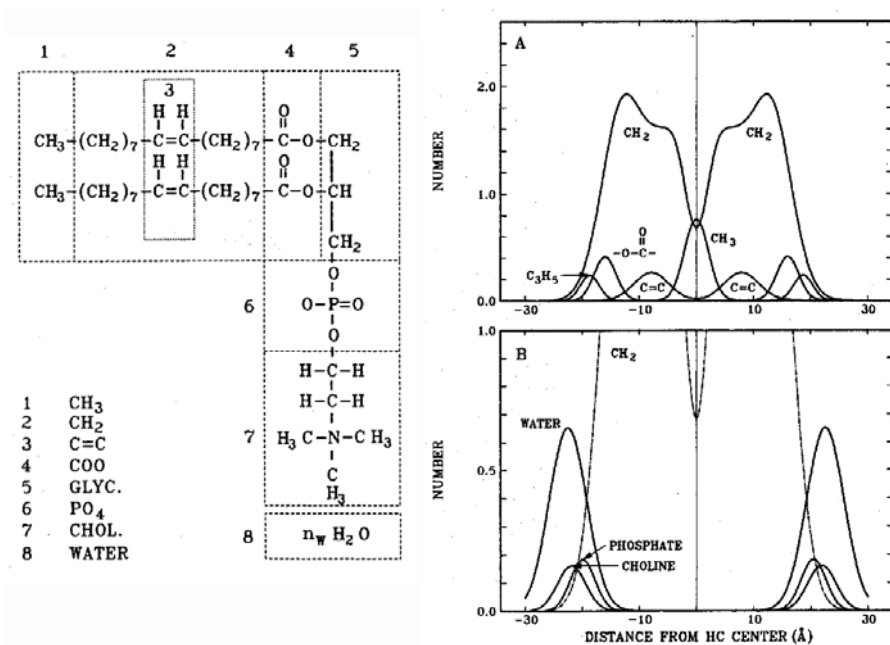 1 2 4 5
3
H H O
CH₃-(CH₂)₇-C=C-(CH₂)₇-C-O-CH₂
H H O
CH₃-(CH₂)₇-C=C-(CH₂)₇-C-O-CH
CH₂
O
6 O-P=O
O
H-C-H
H-C-H
7 H₃C-N-CH₃
C
H₃
8 n_w H₂O
1 CH₃
2 CH₂
3 C=C
4 COO
5 GLYC.
6 PO₄
7 CHOL.
8 WATER
A
NUMBER
2.0
1.0
0.0
CH₂
CH₂
O
-O-C-
CH₃
C₃H₅
C=C
C=C
-30 -10 10 30
B
NUMBER
1.0
0.5
0.0
CH₂
WATER
PHOSPHATE
CHOLINE
-30 -10 10 30
DISTANCE FROM HC CENTER (Å)